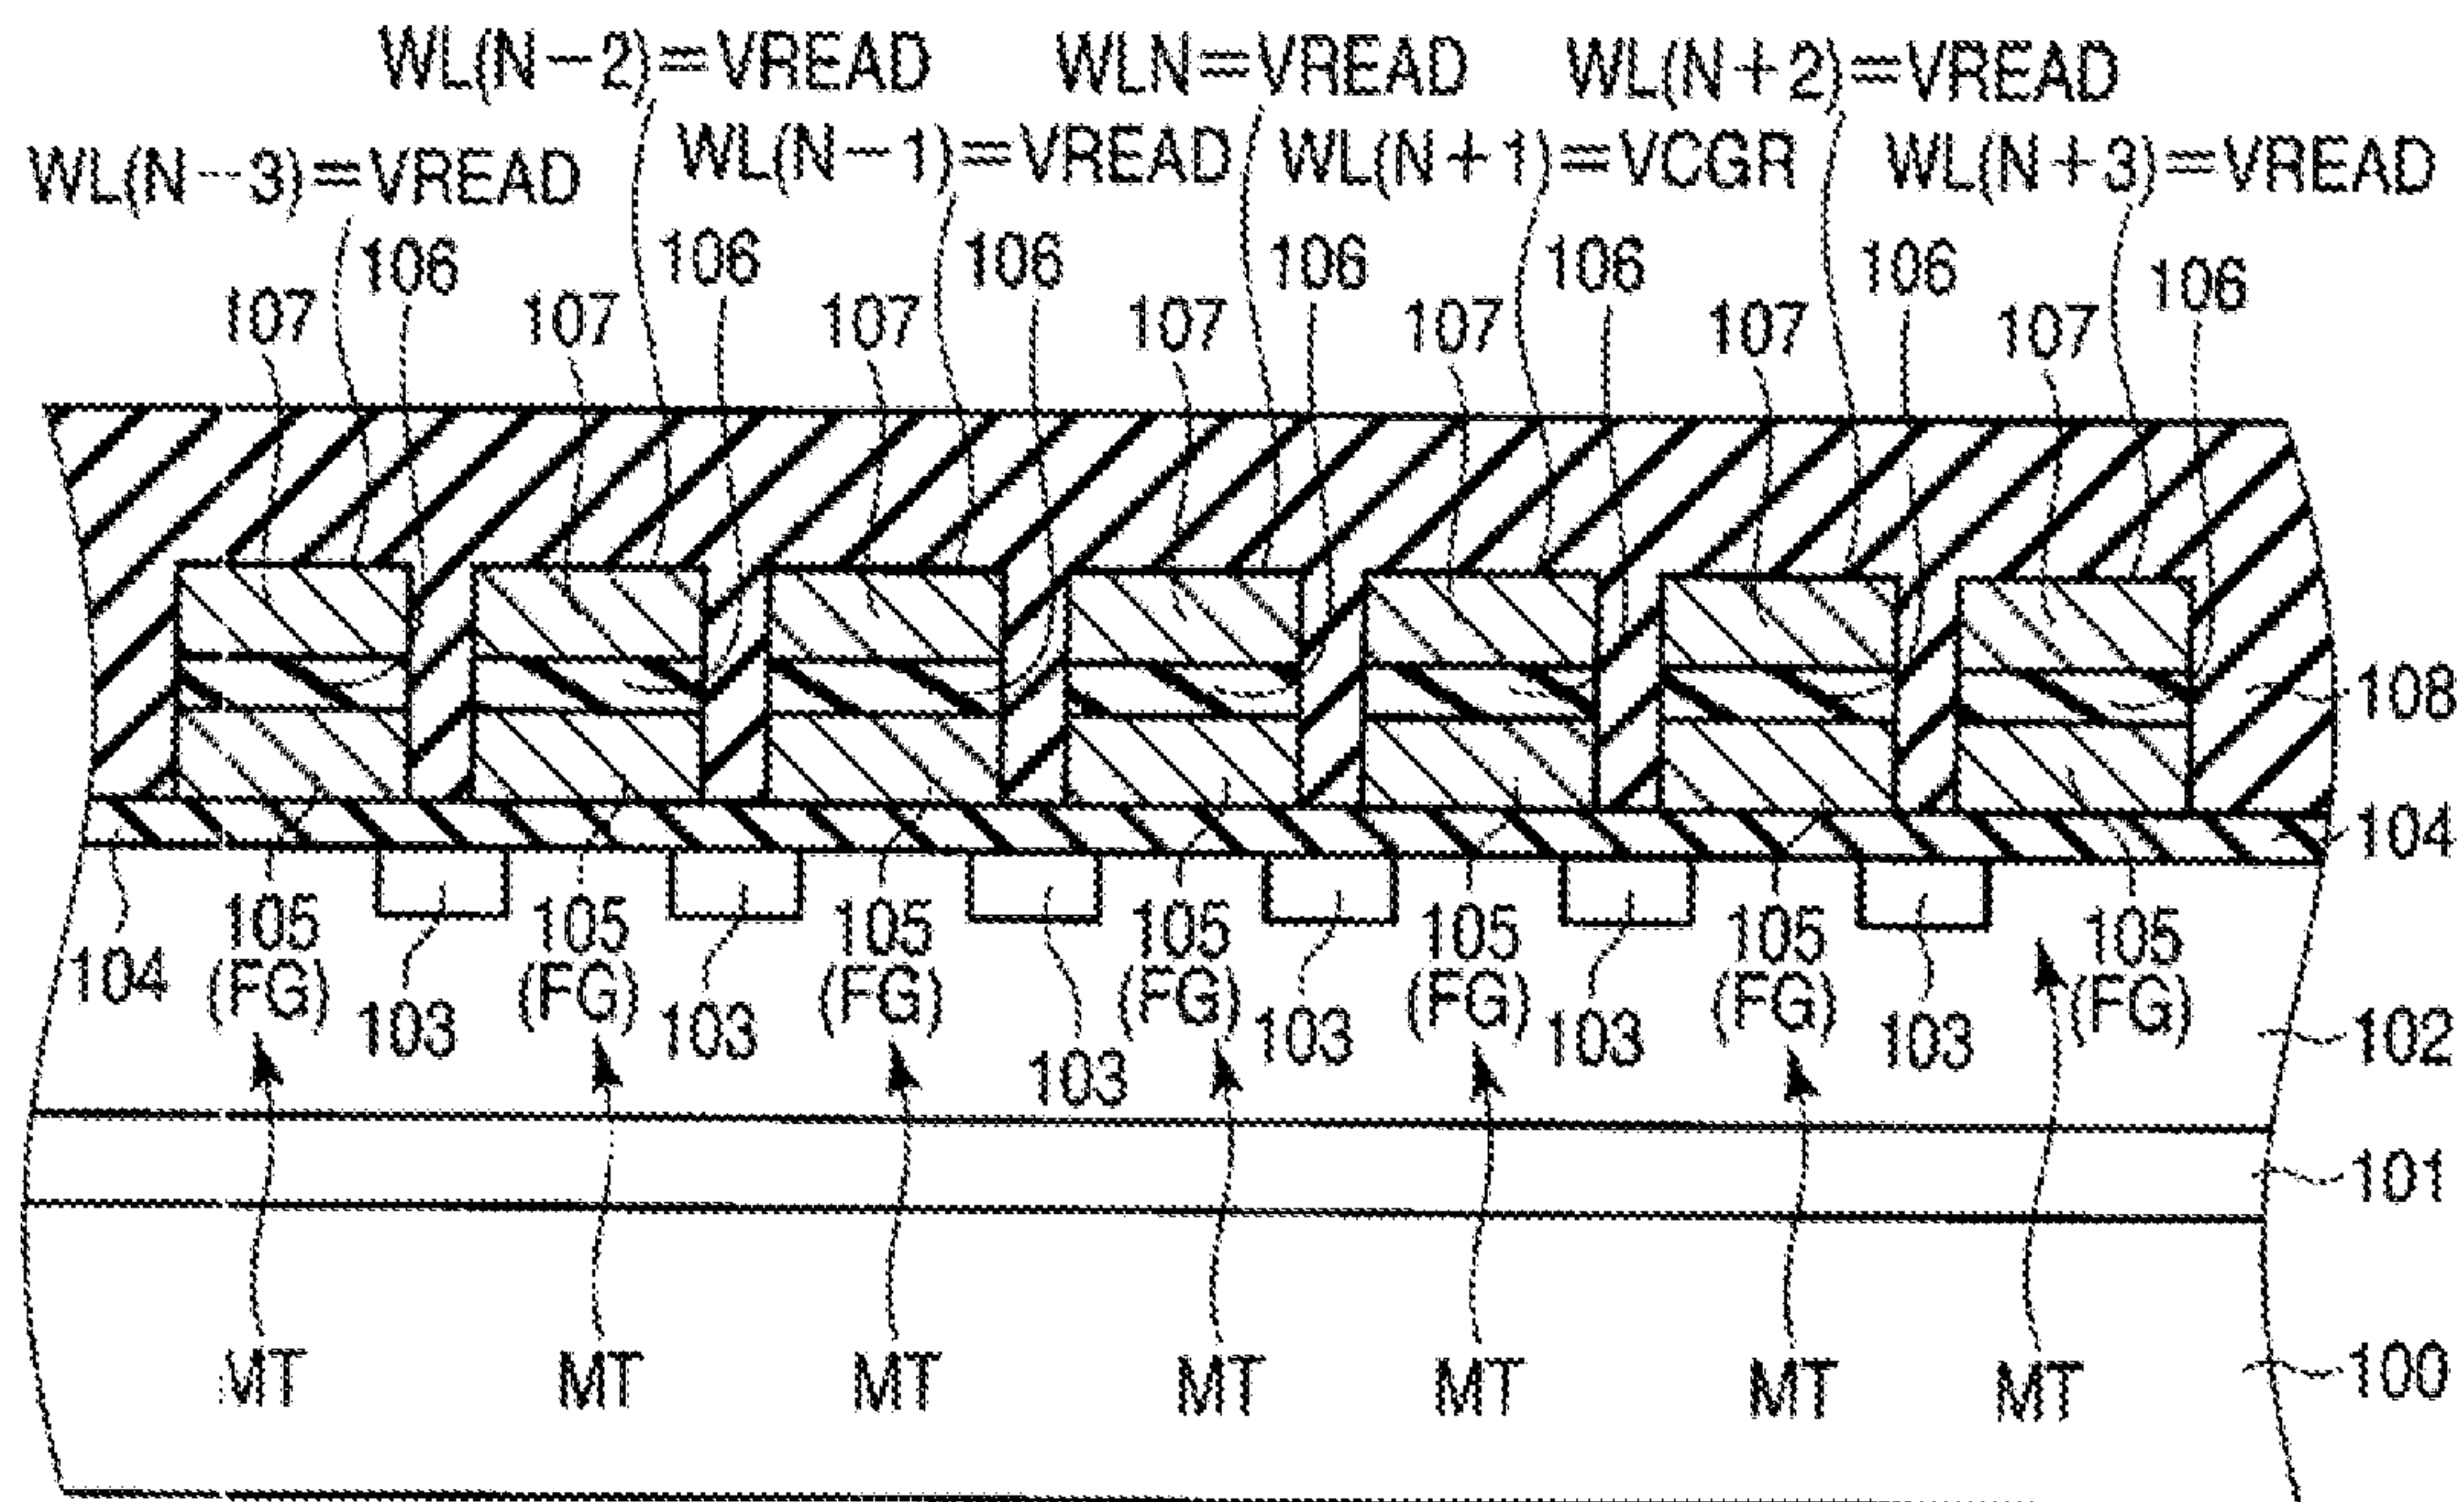 WL(N-2)=VREAD WLN=VREAD WL(N+2)=VREAD
WL(N-3)=VREAD WL(N-1)=VREAD WL(N+1)=VCGR WL(N+3)=VREAD
106 106 106 106 106 106 106
107 107 107 107 107 107 107
108
104
105 105 105 105 105 105 105
(FG) (FG) (FG) (FG) (FG) (FG) (FG)
104 103 103 103 103 103 103
102
101
100
MT MT MT MT MT MT MT